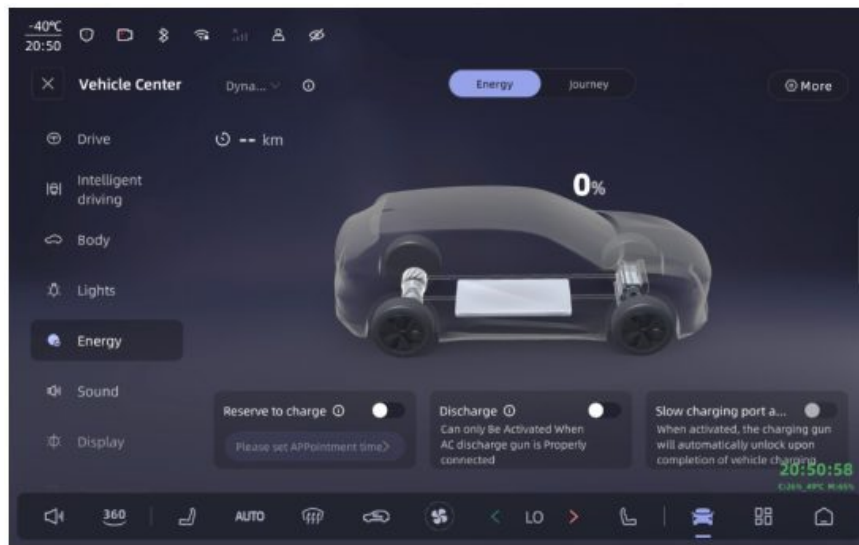 -40℃
20:50
Vehicle Center
Dyna...
Energy
Journey
More
Drive
-- km
Intelligent
driving
0%
Body
Lights
Energy
Sound
Display
Reserve to charge
Please set APPointment time>
Discharge
Can only Be Activated When
AC discharge gun is Properly
connected
Slow charging port a...
When activated, the charging gun
will automatically unlock upon
completion of vehicle charging
20:50:58
360
AUTO
< LO >